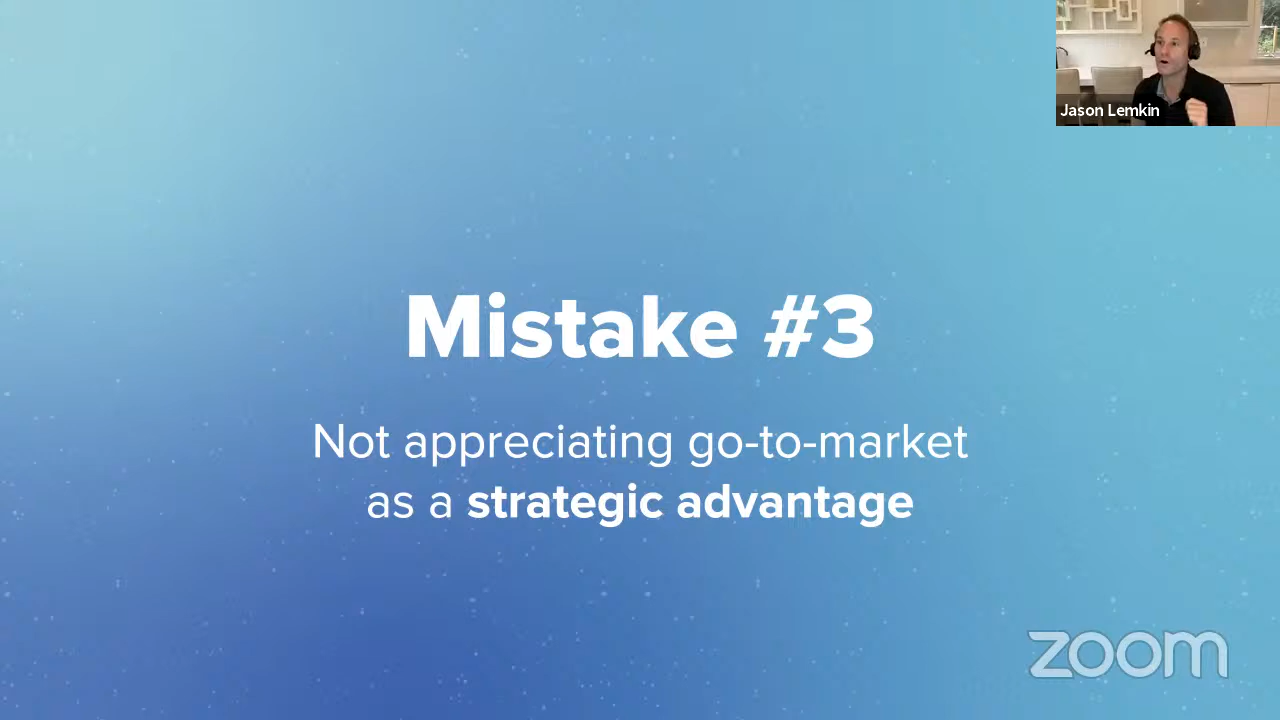 Jason Lemkin
Mistake #3
Not appreciating go-to-market
as a strategic advantage
zoom